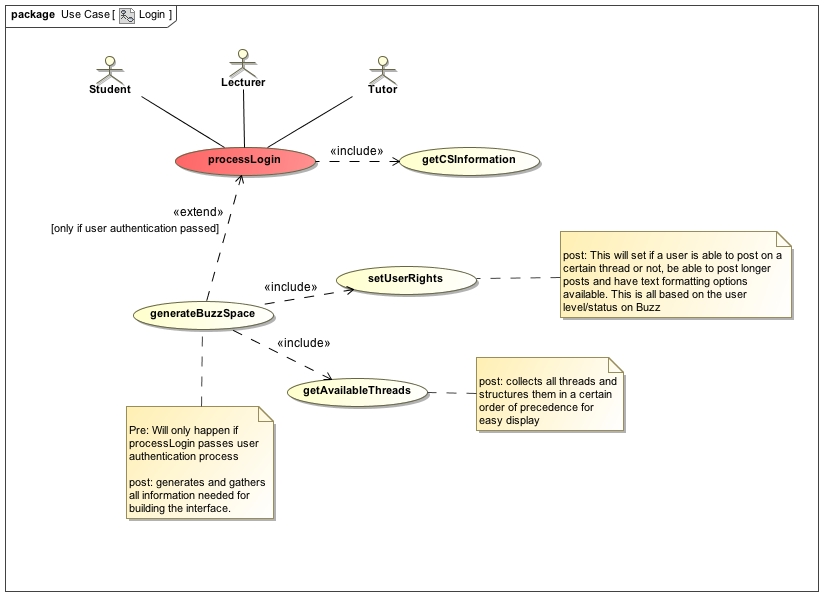 package Use Case [ Login ]
Student
Lecturer
Tutor
processLogin
«include»
getCSInformation
«extend»
[only if user authentication passed]
post: This will set if a user is able to post on a
certain thread or not, be able to post longer
posts and have text formatting options
available. This is all based on the user
level/status on Buzz
setUserRights
«include»
generateBuzzSpace
«include»
getAvailableThreads
post: collects all threads and
structures them in a certain
order of precedence for
easy display
Pre: Will only happen if
processLogin passes user
authentication process
post: generates and gathers
all information needed for
building the interface.